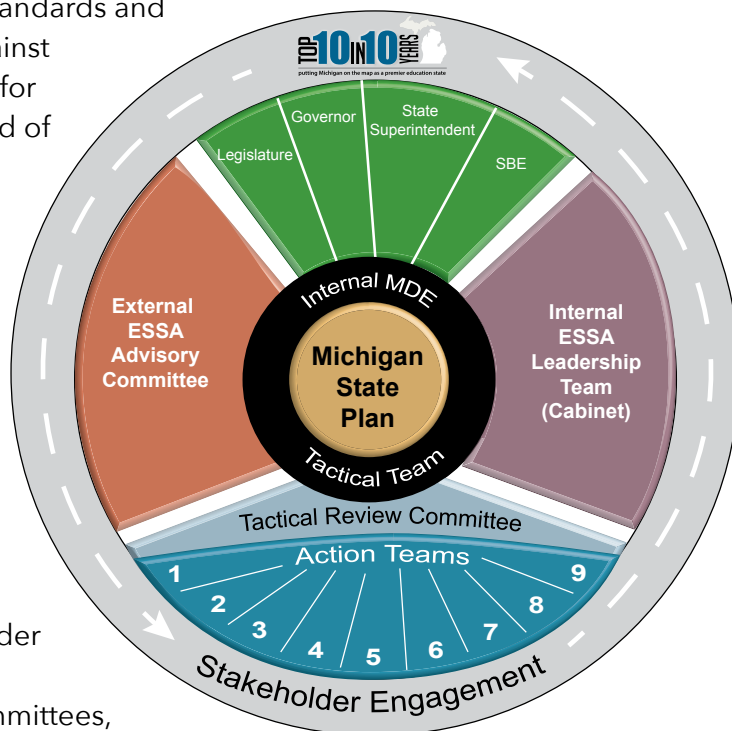 tandards and
inst
for
d of
TOP 10 IN 10 YEARS
putting Michigan on the map as a premier education state
Legislature
Governor
State
Superintendent
SBE
External
ESSA
Advisory
Committee
Internal MDE
Michigan
State
Plan
Tactical Team
Internal
ESSA
Leadership
Team
(Cabinet)
Tactical Review Committee
Action Teams
1
2
3
4
5
6
7
8
9
Stakeholder Engagement
der
mmittees,